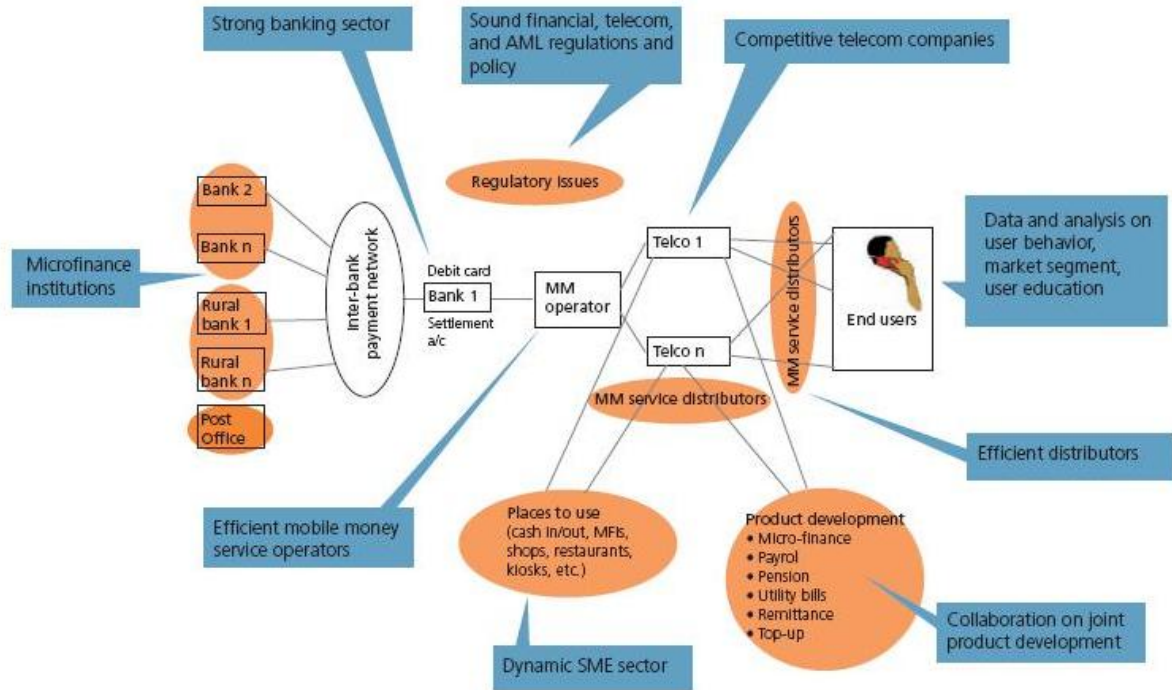 Strong banking sector
Sound financial, telecom,
and AML regulations and
policy
Competitive telecom companies
Regulatory issues
Bank 2
Bank n
Microfinance
institutions
Rural
bank 1
Rural
bank n
Post
Office
Inter-bank
payment network
Debit card
Bank 1
Settlement
a/c
MM
operator
Telco 1
Telco n
MM service distributors
MM service distributors
End users
Data and analysis on
user behavior,
market segment,
user education
Efficient distributors
Efficient mobile money
service operators
Places to use
(cash in/out, MFIs,
shops, restaurants,
kiosks, etc.)
Dynamic SME sector
Product development
• Micro-finance
• Payrol
• Pension
• Utility bills
• Remittance
• Top-up
Collaboration on joint
product development